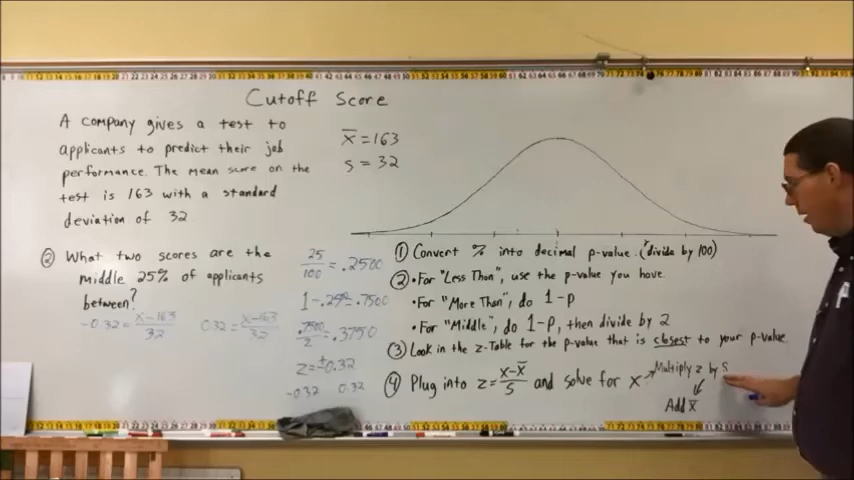 Cutoff Score
A company gives a test to
applicants to predict their job
performance. The mean score on the
test is 163 with a standard
deviation of 32
x̄ = 163
s = 32
② What two scores are the
middle 25% of applicants
between?
-0.32 = (x-163)/32
0.32 = (x-163)/32
25/100 = .2500
1-.25 = .7500
.7500/2 = .3750
z = ±0.32
-0.32 0.32
① Convert % into decimal p-value. (divide by 100)
② • For "Less Than", use the p-value you have.
• For "More Than", do 1-p
• For "Middle", do 1-p, then divide by 2
③ Look in the z-Table for the p-value that is closest to your p-value.
④ Plug into z = (x-x̄)/s and solve for x → Multiply z by s
Add x̄